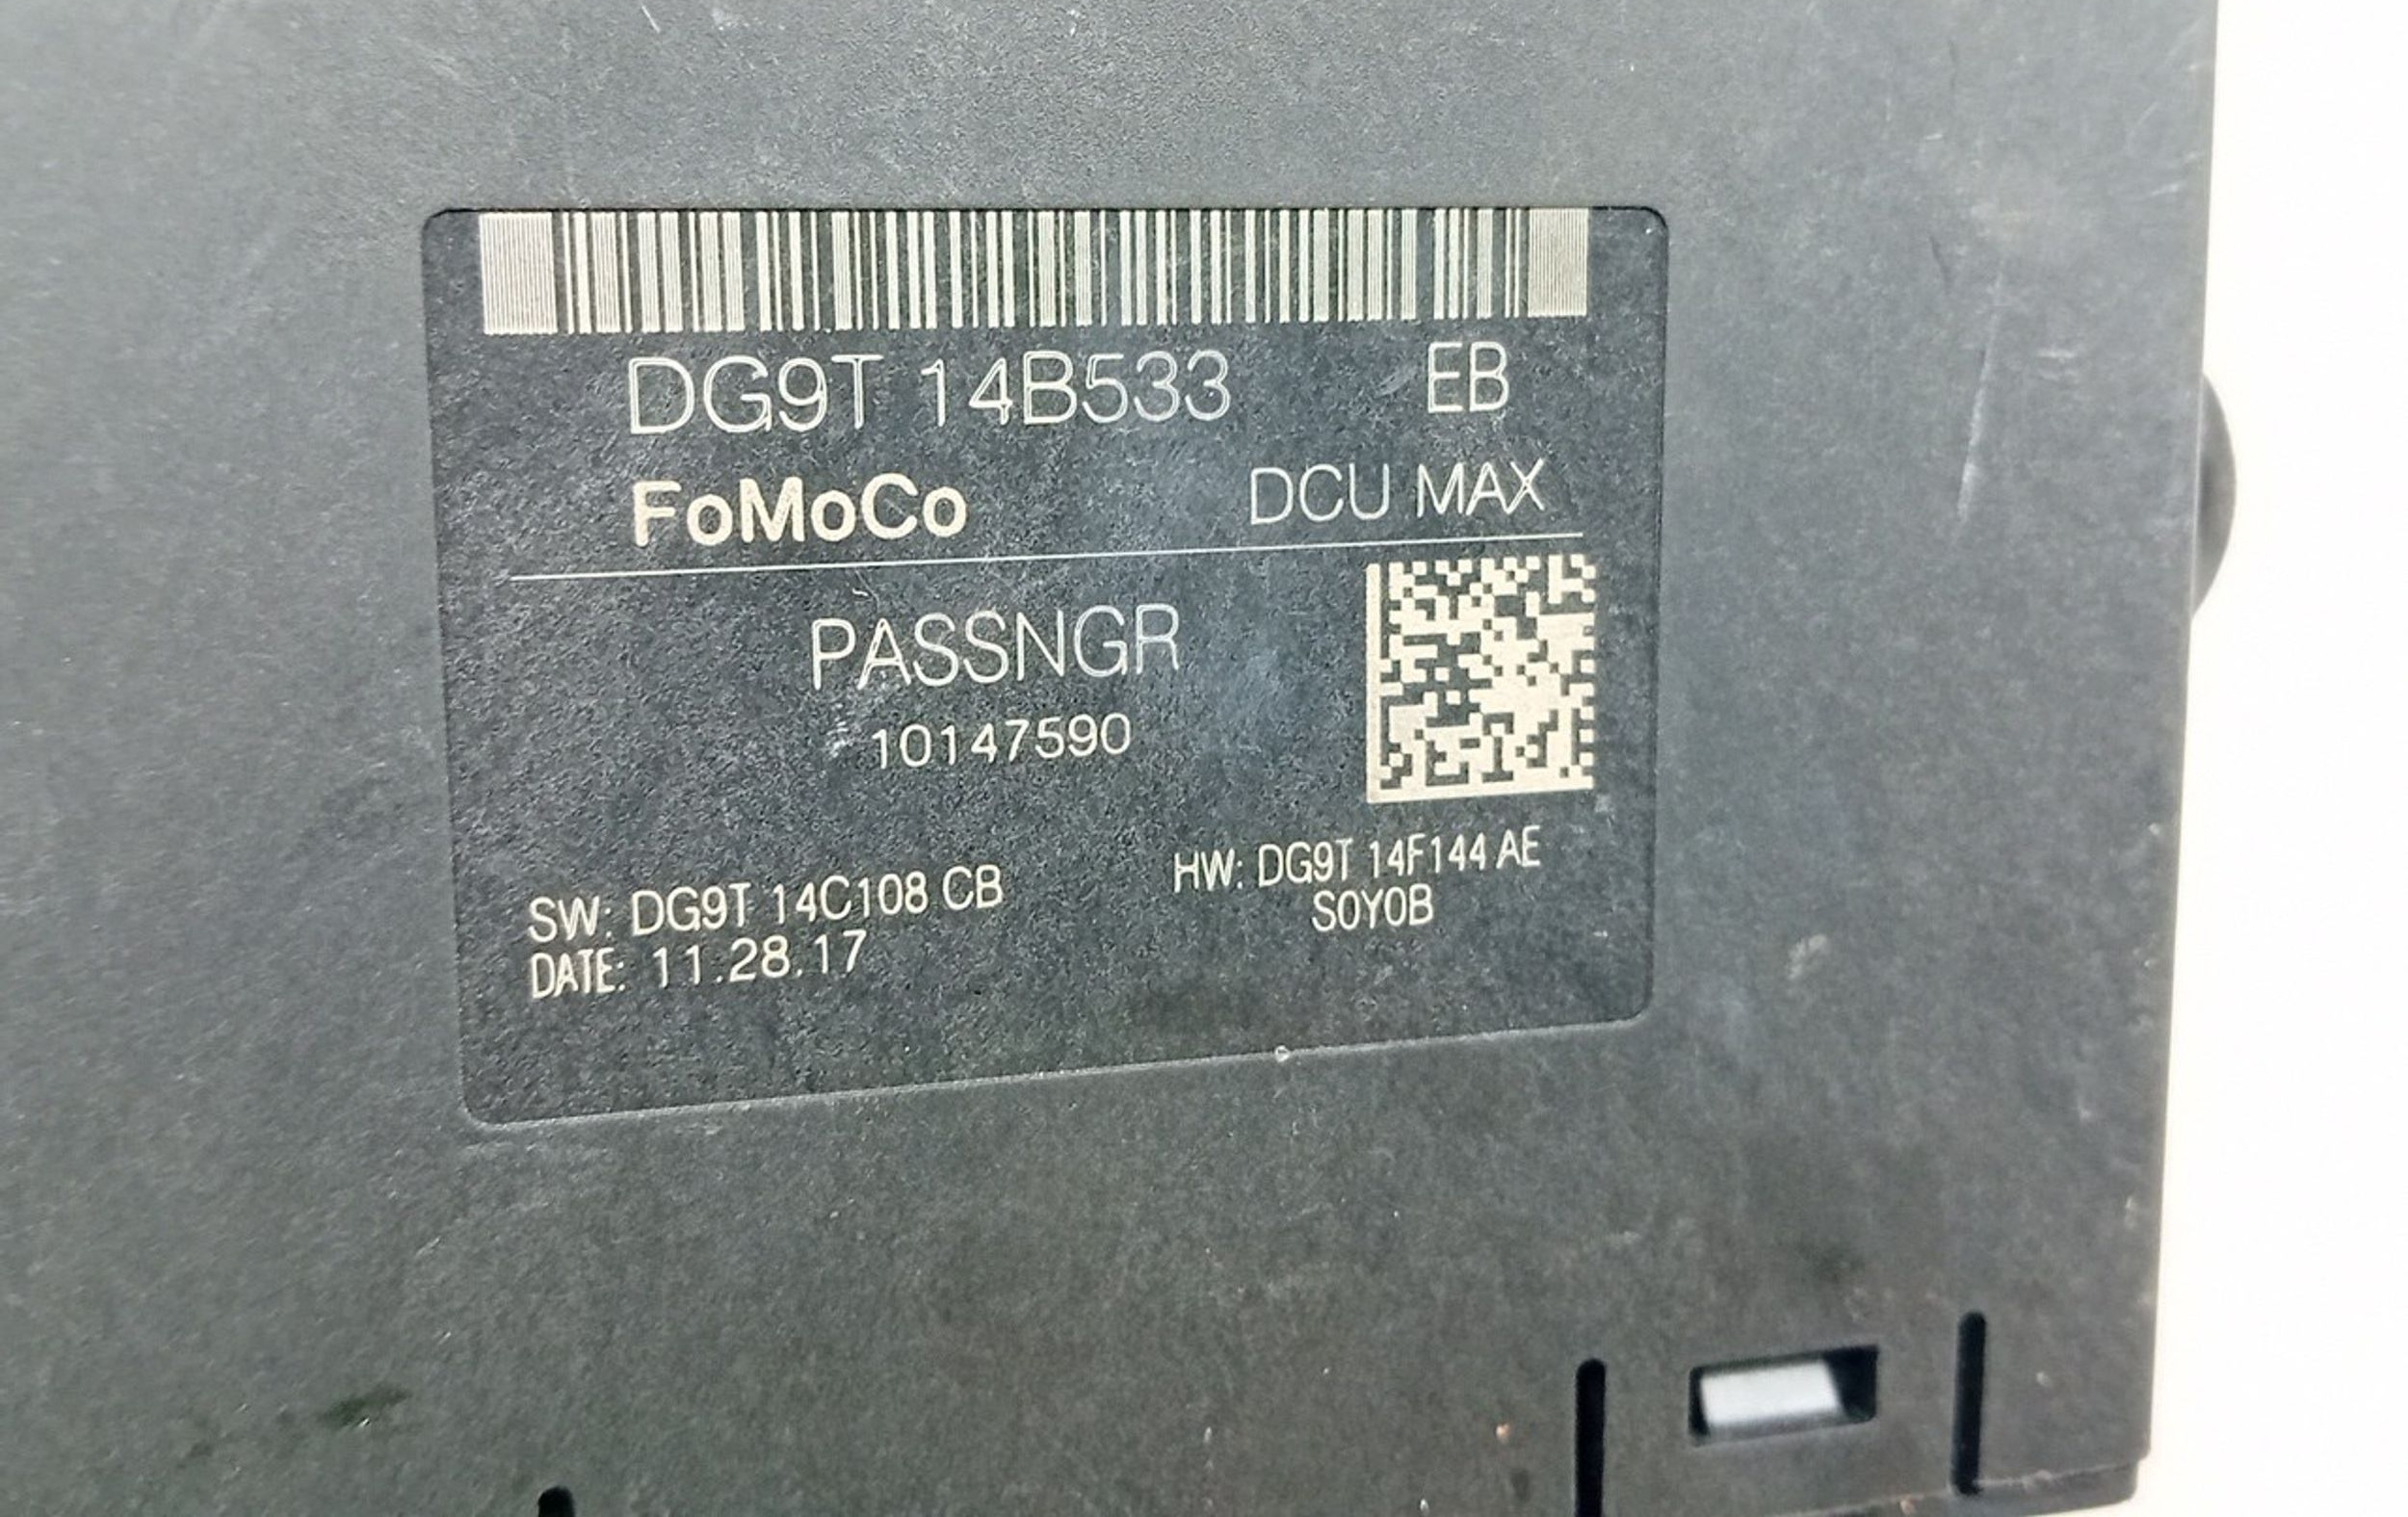 DG9T 14B533 EB
FoMoCo DCU MAX
PASSNGR
10147590
SW: DG9T 14C108 CB HW: DG9T 14F144 AE
DATE: 11.28.17 S0Y0B